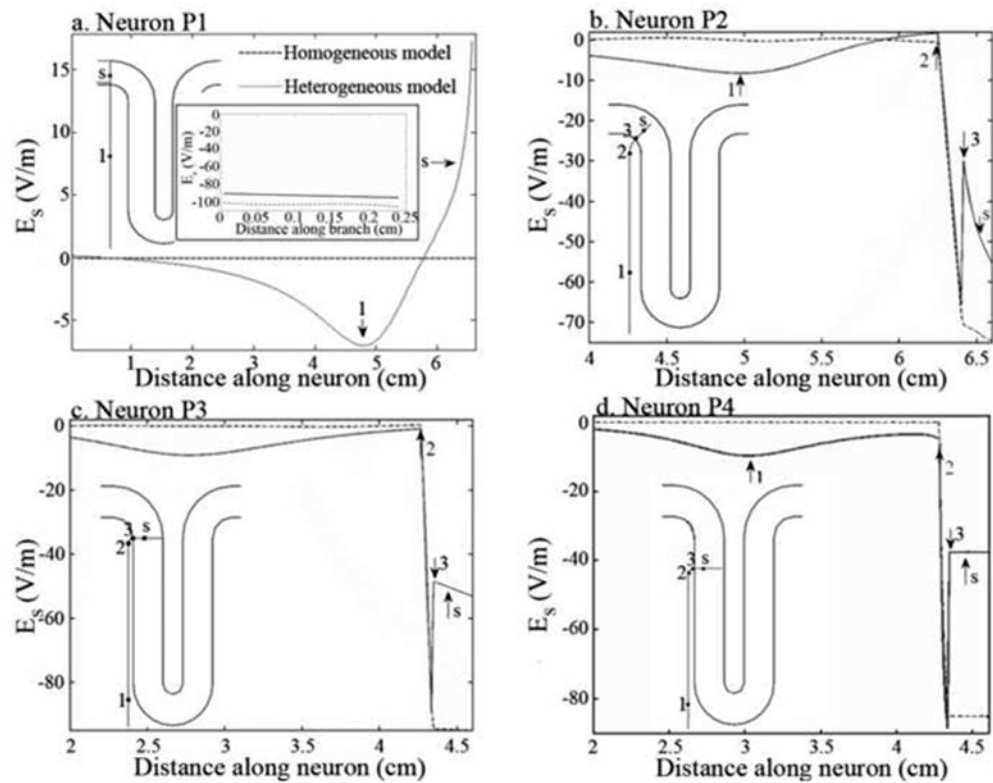 a. Neuron P1
Homogeneous model
Heterogeneous model
15
10
5
0
-5
E_s (V/m)
s
1
0
-20
-40
-60
-80
-100
E_s (V/m)
0 0.05 0.1 0.15 0.2 0.25
Distance along branch (cm)
s
1
1 2 3 4 5 6
Distance along neuron (cm)
b. Neuron P2
0
-10
-20
-30
-40
-50
-60
-70
E_s (V/m)
1
2
3
s
3 s
2
1
4 4.5 5 5.5 6 6.5
Distance along neuron (cm)
c. Neuron P3
0
-20
-40
-60
-80
E_s (V/m)
2
3
s
3 s
2
1
2 2.5 3 3.5 4 4.5
Distance along neuron (cm)
d. Neuron P4
0
-20
-40
-60
-80
E_s (V/m)
1
2
3
s
3 s
2
1
2 2.5 3 3.5 4 4.5
Distance along neuron (cm)